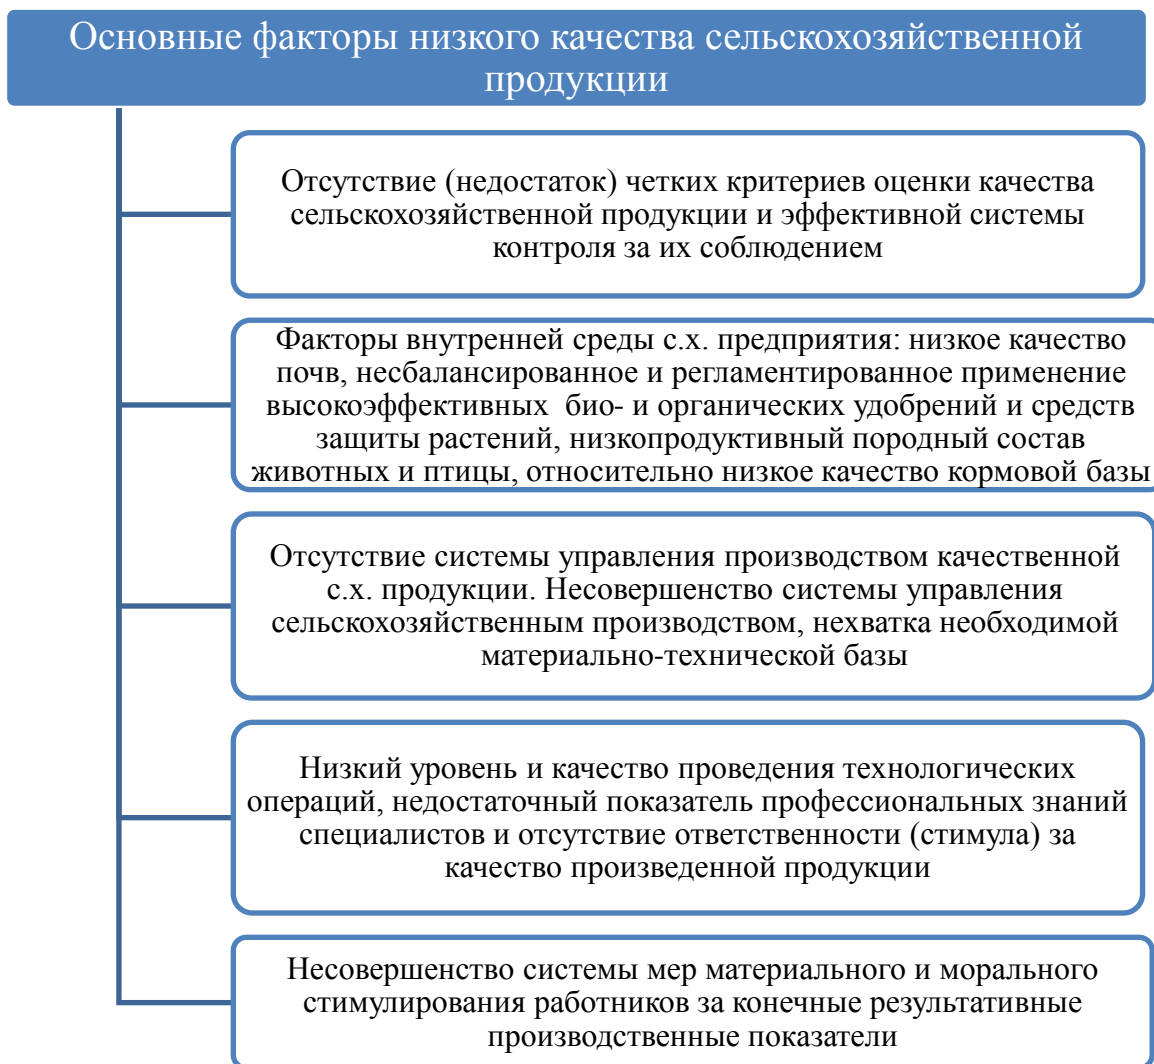 Основные факторы низкого качества сельскохозяйственной
продукции
Отсутствие (недостаток) четких критериев оценки качества
сельскохозяйственной продукции и эффективной системы
контроля за их соблюдением
Факторы внутренней среды с.х. предприятия: низкое качество
почв, несбалансированное и регламентированное применение
высокоэффективных био- и органических удобрений и средств
защиты растений, низкопродуктивный породный состав
животных и птицы, относительно низкое качество кормовой базы
Отсутствие системы управления производством качественной
с.х. продукции. Несовершенство системы управления
сельскохозяйственным производством, нехватка необходимой
материально-технической базы
Низкий уровень и качество проведения технологических
операций, недостаточный показатель профессиональных знаний
специалистов и отсутствие ответственности (стимула) за
качество произведенной продукции
Несовершенство системы мер материального и морального
стимулирования работников за конечные результативные
производственные показатели